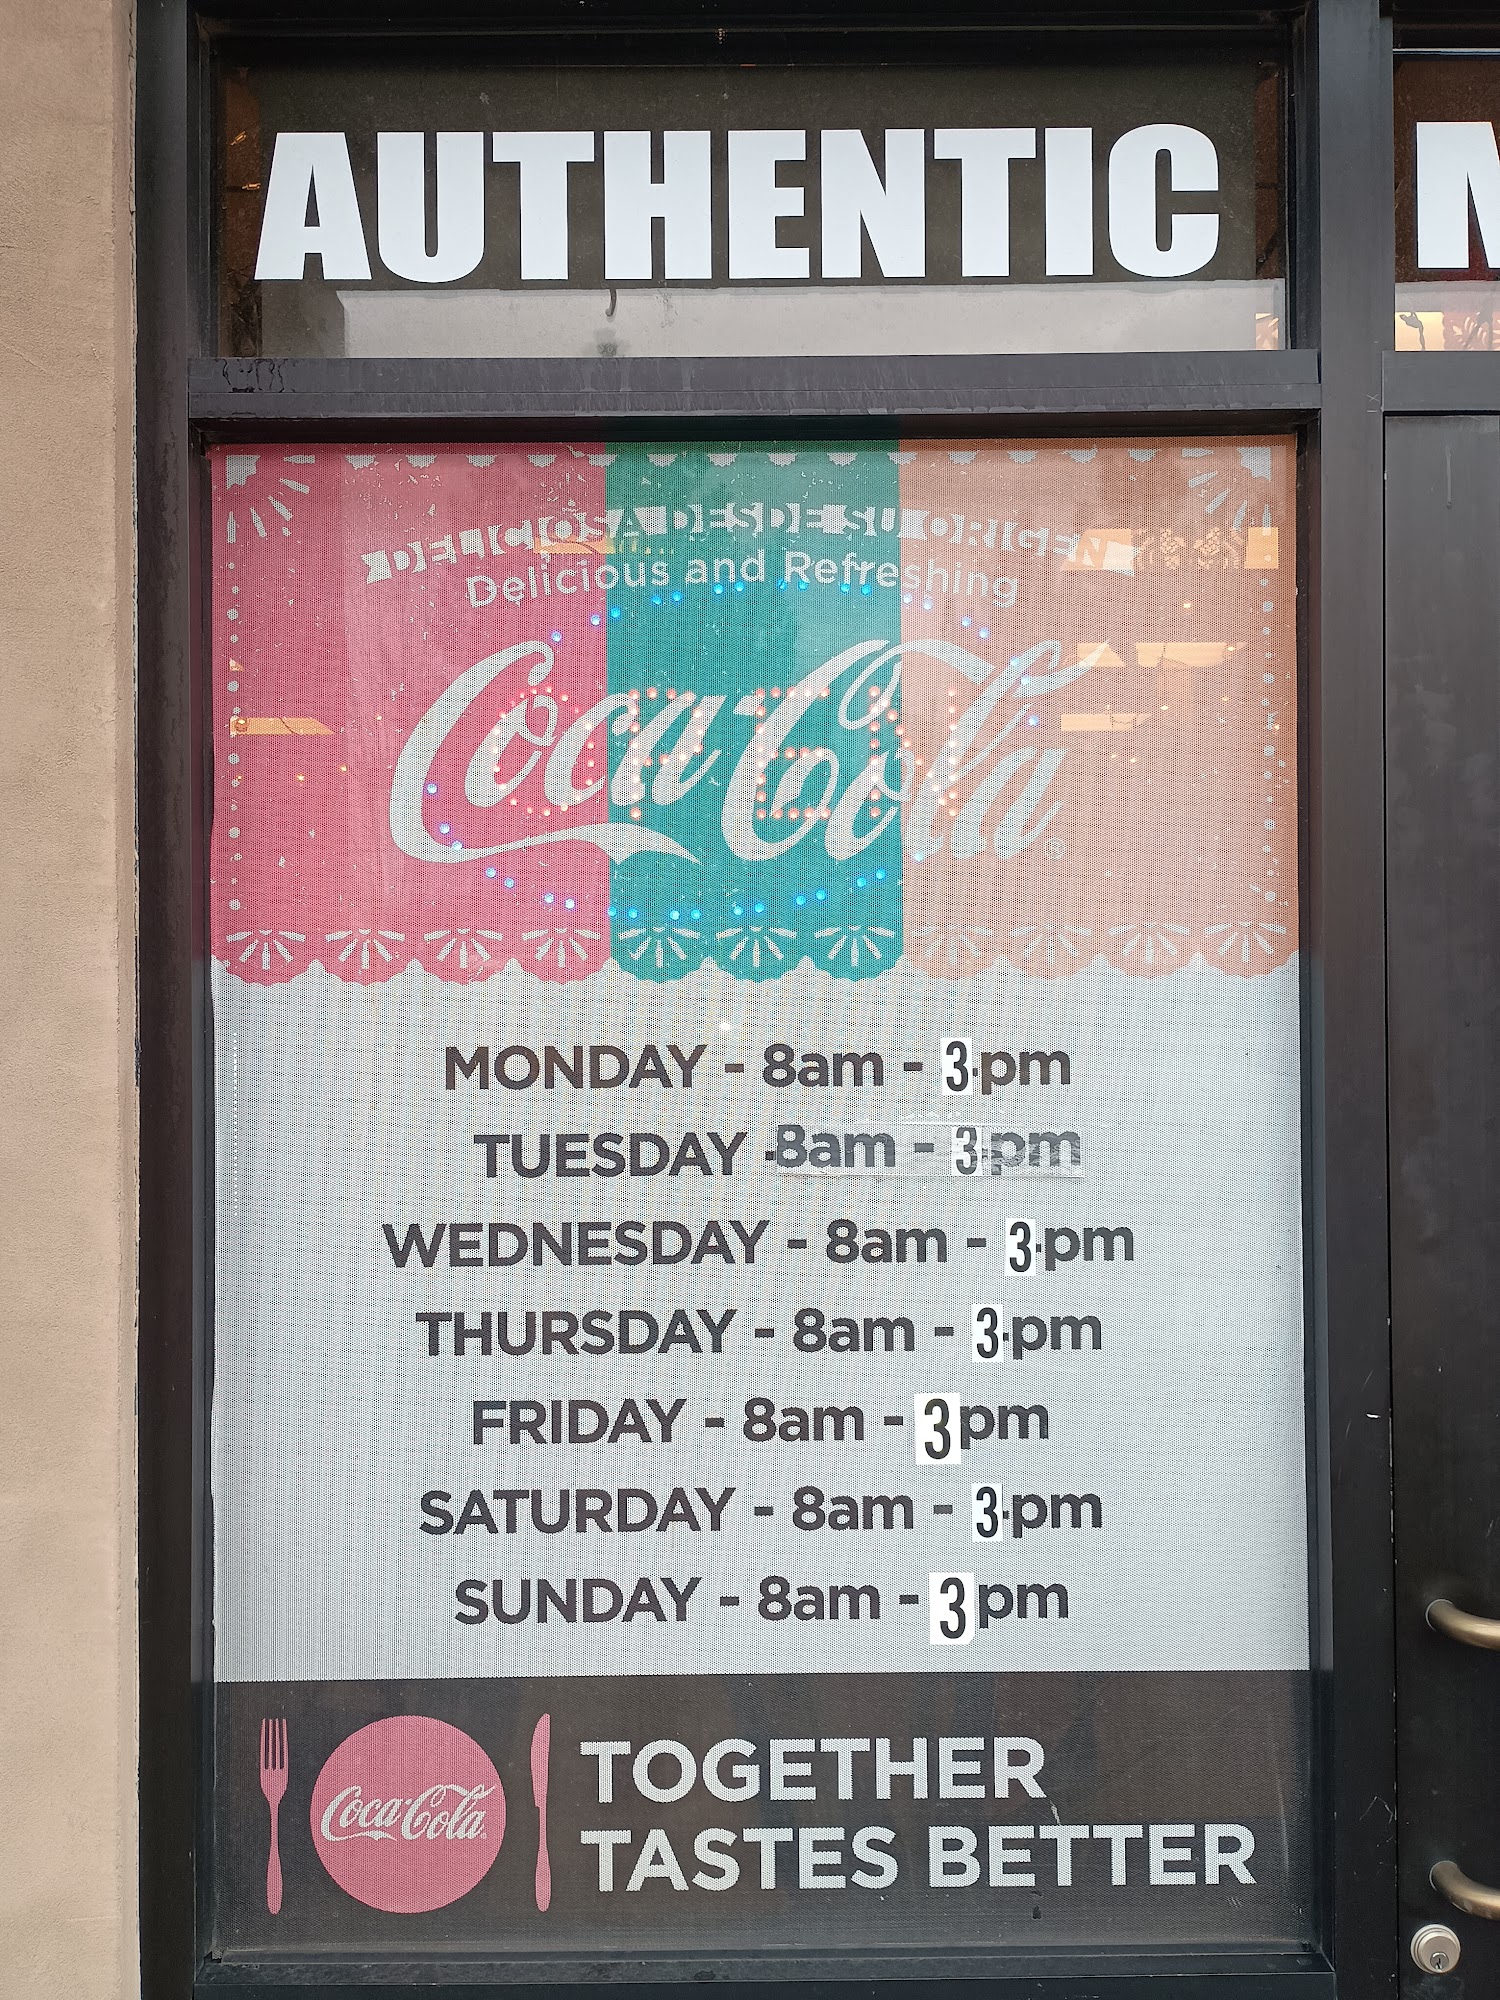 AUTHENTIC
DELICIOSA DESDE SU ORIGEN
Delicious and Refreshing
Coca-Cola
OPEN
MONDAY - 8am - 3pm
TUESDAY - 8am - 3pm
WEDNESDAY - 8am - 3pm
THURSDAY - 8am - 3pm
FRIDAY - 8am - 3pm
SATURDAY - 8am - 3pm
SUNDAY - 8am - 3pm
Coca-Cola
TOGETHER
TASTES BETTER